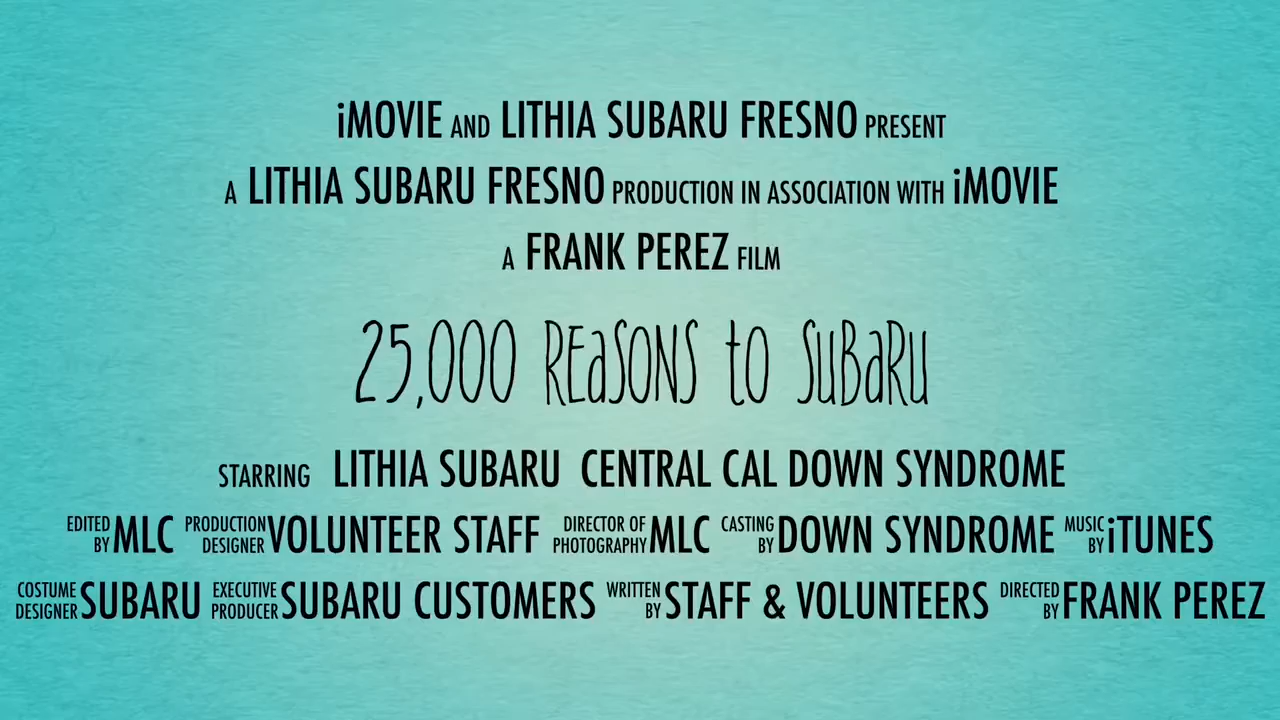 iMOVIE AND LITHIA SUBARU FRESNO PRESENT
A LITHIA SUBARU FRESNO PRODUCTION IN ASSOCIATION WITH iMOVIE
A FRANK PEREZ FILM
25,000 REaSONS to SuBaRu
STARRING LITHIA SUBARU CENTRAL CAL DOWN SYNDROME
EDITED BY MLC PRODUCTION DESIGNER VOLUNTEER STAFF DIRECTOR OF PHOTOGRAPHY MLC CASTING BY DOWN SYNDROME MUSIC BY iTUNES
COSTUME DESIGNER SUBARU EXECUTIVE PRODUCER SUBARU CUSTOMERS WRITTEN BY STAFF & VOLUNTEERS DIRECTED BY FRANK PEREZ